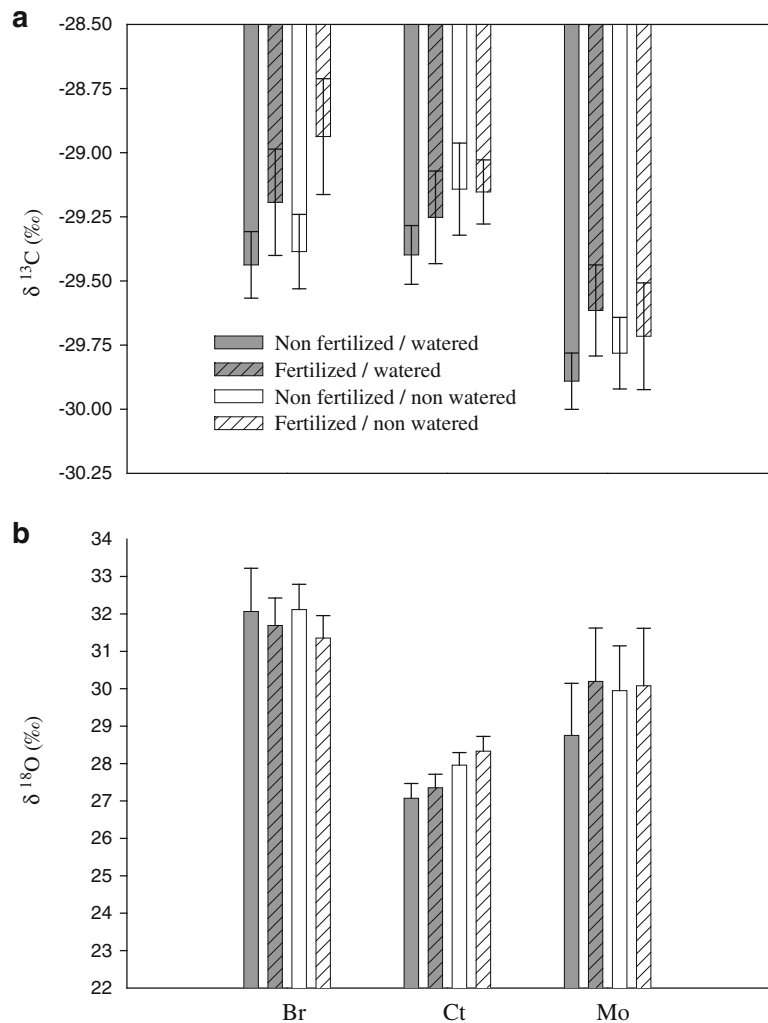 a
-28.50
-28.75
-29.00
-29.25
-29.50
-29.75
-30.00
-30.25
δ 13C (‰)
Non fertilized / watered
Fertilized / watered
Non fertilized / non watered
Fertilized / non watered
b
34
33
32
31
30
29
28
27
26
25
24
23
22
δ 18O (‰)
Br Ct Mo